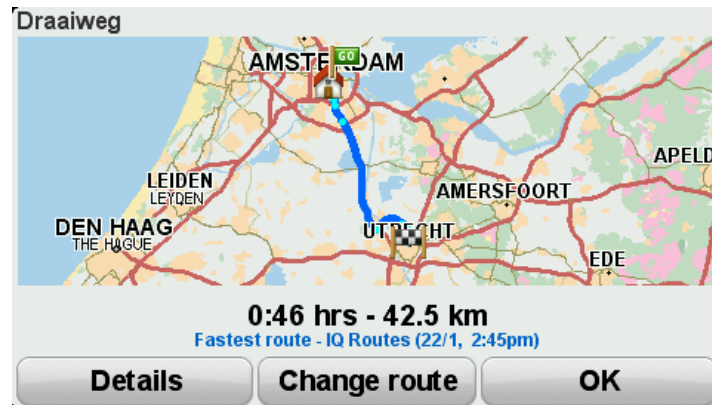 Draaiweg
GO
AMSTERDAM
APELD
LEIDEN
LEYDEN
AMERSFOORT
DEN HAAG
THE HAGUE
UTRECHT
EDE
0:46 hrs - 42.5 km
Fastest route - IQ Routes (22/1, 2:45pm)
Details
Change route
OK